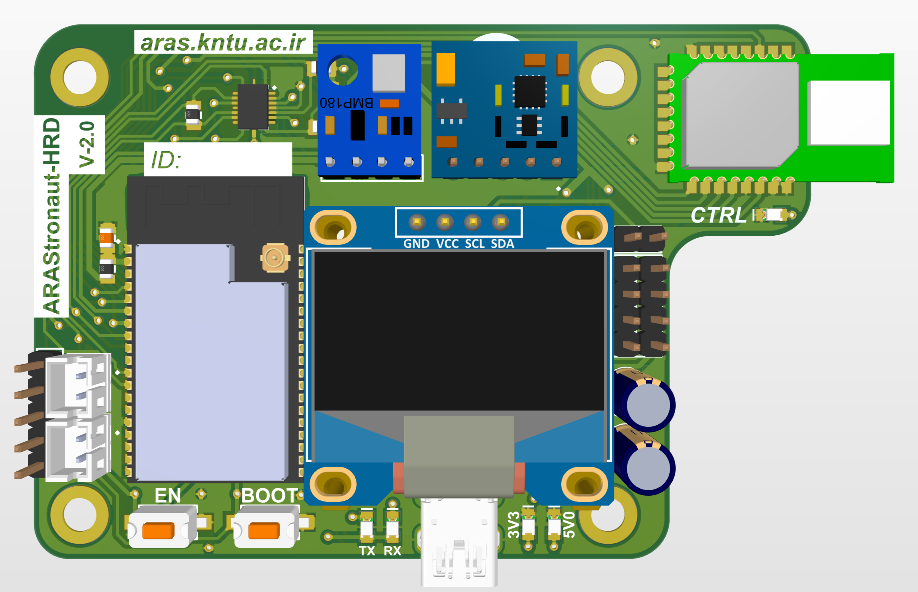 aras.kntu.ac.ir
BMP180
ARAStronaut-HRD
V-2.0
ID:
CTRL
GND VCC SCL SDA
EN
BOOT
TX RX
3V3
5V0